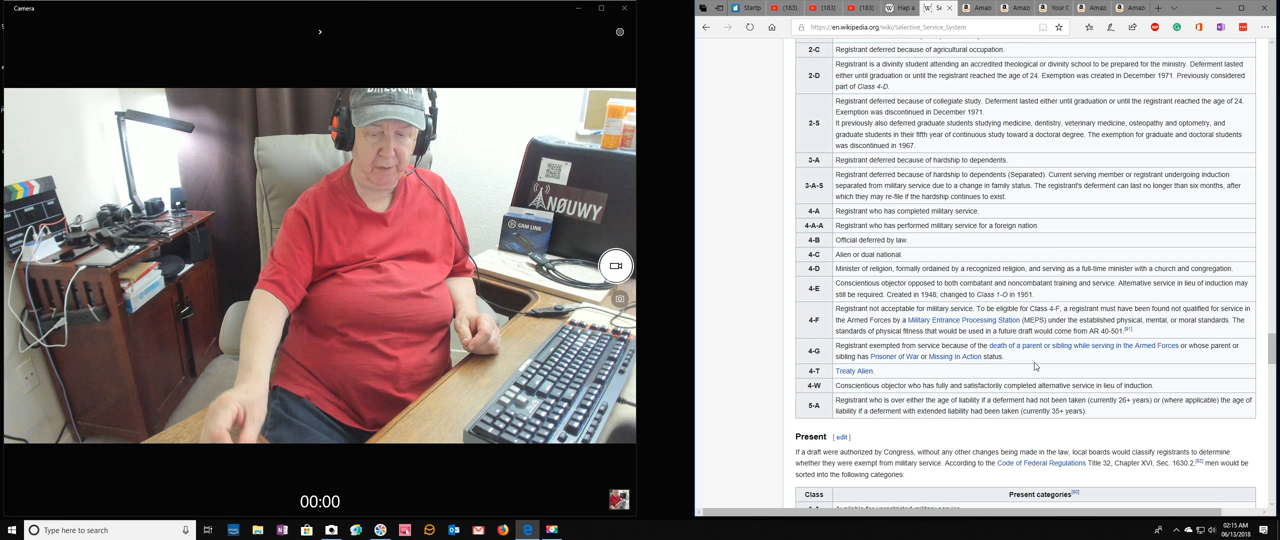 Camera
DIRECTOR
NØUWY
CAM LINK
00:00
Startp
(183)
(183)
(183)
Hap a
Se
Amaz
Amaz
Your C
Amaz
Amaz
https://en.wikipedia.org/wiki/Selective_Service_System
2-C Registrant deferred because of agricultural occupation.
2-D Registrant is a divinity student attending an accredited theological or divinity school to be prepared for the ministry. Deferment lasted
either until graduation or until the registrant reached the age of 24. Exemption was created in December 1971. Previously considered
part of Class 4-D.
2-S Registrant deferred because of collegiate study. Deferment lasted either until graduation or until the registrant reached the age of 24.
Exemption was discontinued in December 1971.
It previously also deferred graduate students studying medicine, dentistry, veterinary medicine, osteopathy and optometry, and
graduate students in their fifth year of continuous study toward a doctoral degree. The exemption for graduate and doctoral students
was discontinued in 1967.
3-A Registrant deferred because of hardship to dependents.
3-A-S Registrant deferred because of hardship to dependents (Separated). Current serving member or registrant undergoing induction
separated from military service due to a change in family status. The registrant's deferment can last no longer than six months, after
which they may re-file if the hardship continues to exist.
4-A Registrant who has completed military service.
4-A-A Registrant who has performed military service for a foreign nation.
4-B Official deferred by law.
4-C Alien or dual national.
4-D Minister of religion, formally ordained by a recognized religion, and serving as a full-time minister with a church and congregation.
4-E Conscientious objector opposed to both combatant and noncombatant training and service. Alternative service in lieu of induction may
still be required. Created in 1948; changed to Class 1-O in 1951.
4-F Registrant not acceptable for military service. To be eligible for Class 4-F, a registrant must have been found not qualified for service in
the Armed Forces by a Military Entrance Processing Station (MEPS) under the established physical, mental, or moral standards. The
standards of physical fitness that would be used in a future draft would come from AR 40-501.[91]
4-G Registrant exempted from service because of the death of a parent or sibling while serving in the Armed Forces or whose parent or
sibling has Prisoner of War or Missing In Action status.
4-T Treaty Alien.
4-W Conscientious objector who has fully and satisfactorily completed alternative service in lieu of induction.
5-A Registrant who is over either the age of liability if a deferment had not been taken (currently 26+ years) or (where applicable) the age of
liability if a deferment with extended liability had been taken (currently 35+ years).
Present [ edit ]
If a draft were authorized by Congress, without any other changes being made in the law, local boards would classify registrants to determine
whether they were exempt from military service. According to the Code of Federal Regulations Title 32, Chapter XVI, Sec. 1630.2,[92] men would be
sorted into the following categories:
Class Present categories[92]
Type here to search
02:15 AM
06/13/2018